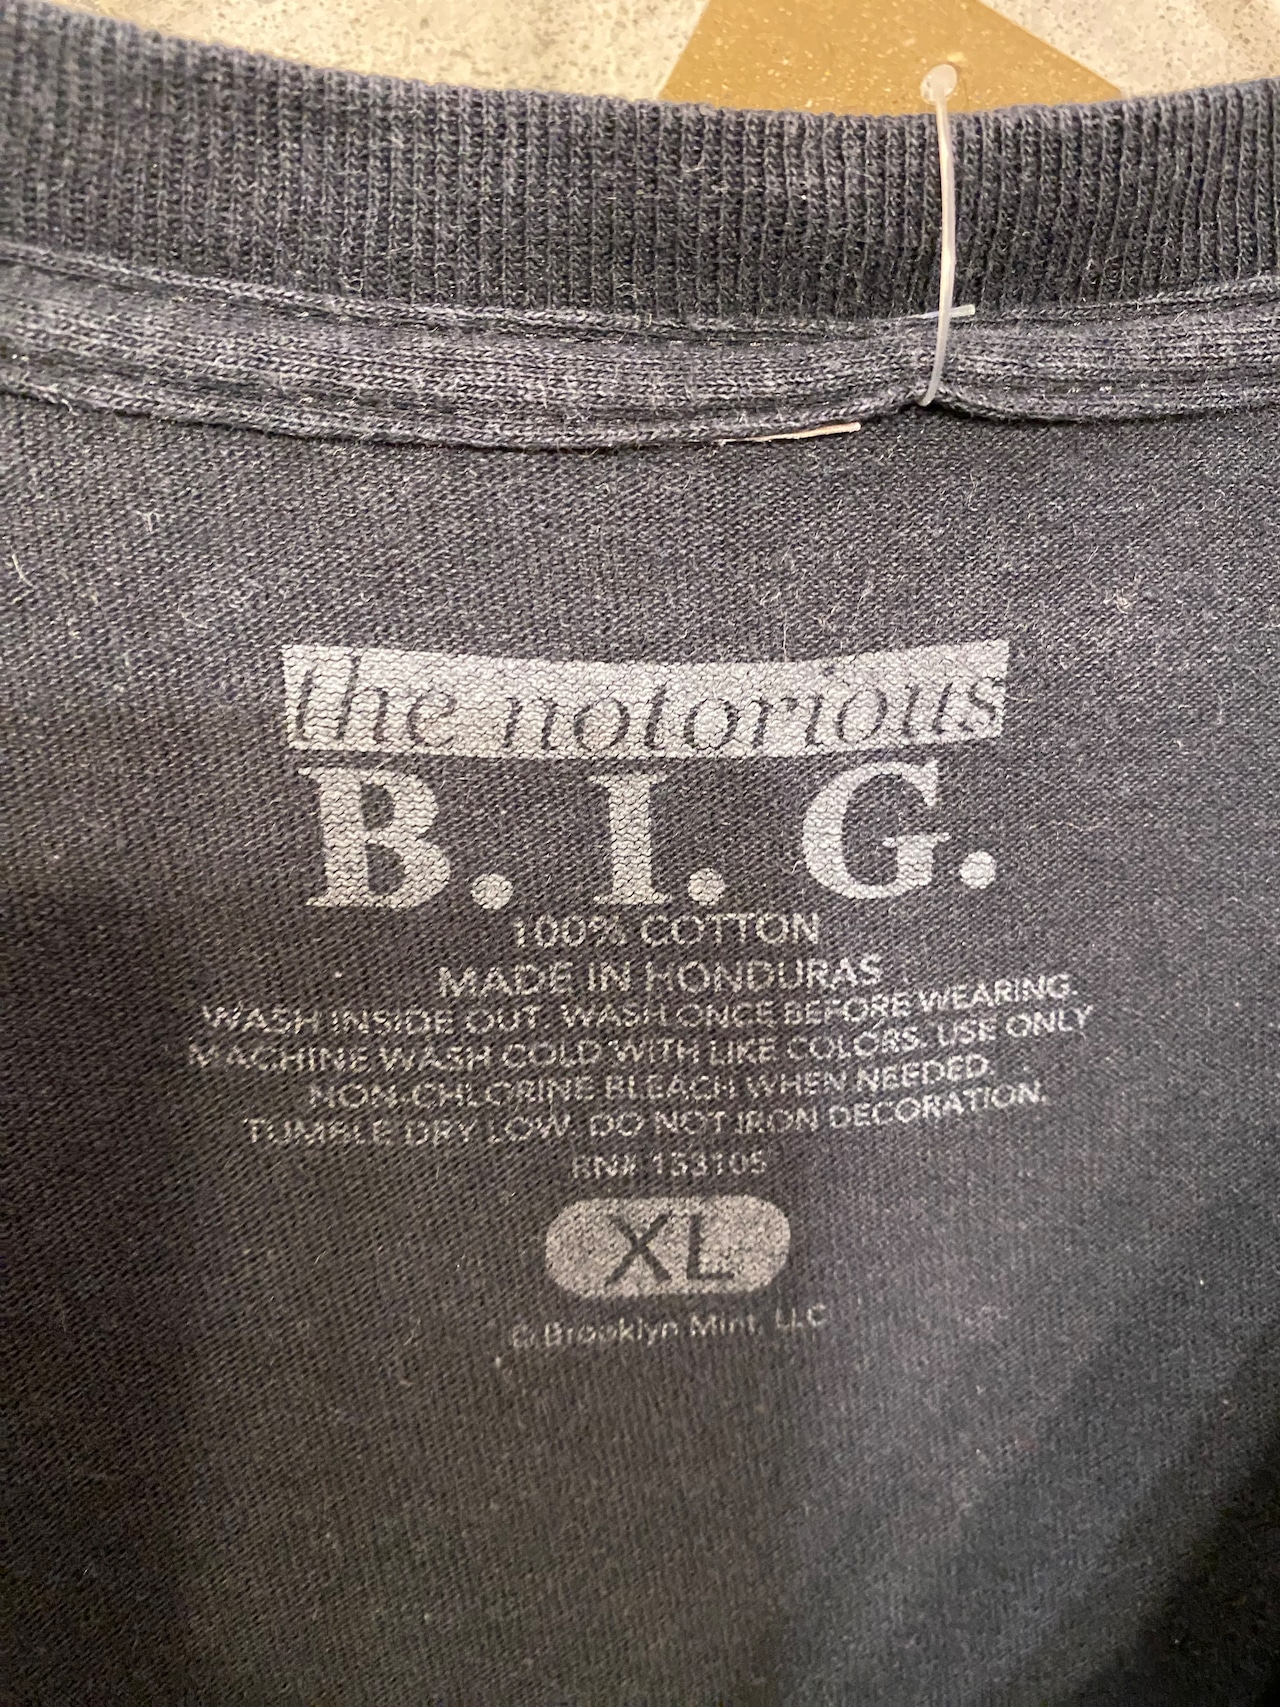 the notorious
B. I. G.
100% COTTON
MADE IN HONDURAS
WASH INSIDE OUT. WASH ONCE BEFORE WEARING.
MACHINE WASH COLD WITH LIKE COLORS. USE ONLY
NON-CHLORINE BLEACH WHEN NEEDED.
TUMBLE DRY LOW. DO NOT IRON DECORATION.
RN# 153105
XL
© Brooklyn Mint, LLC